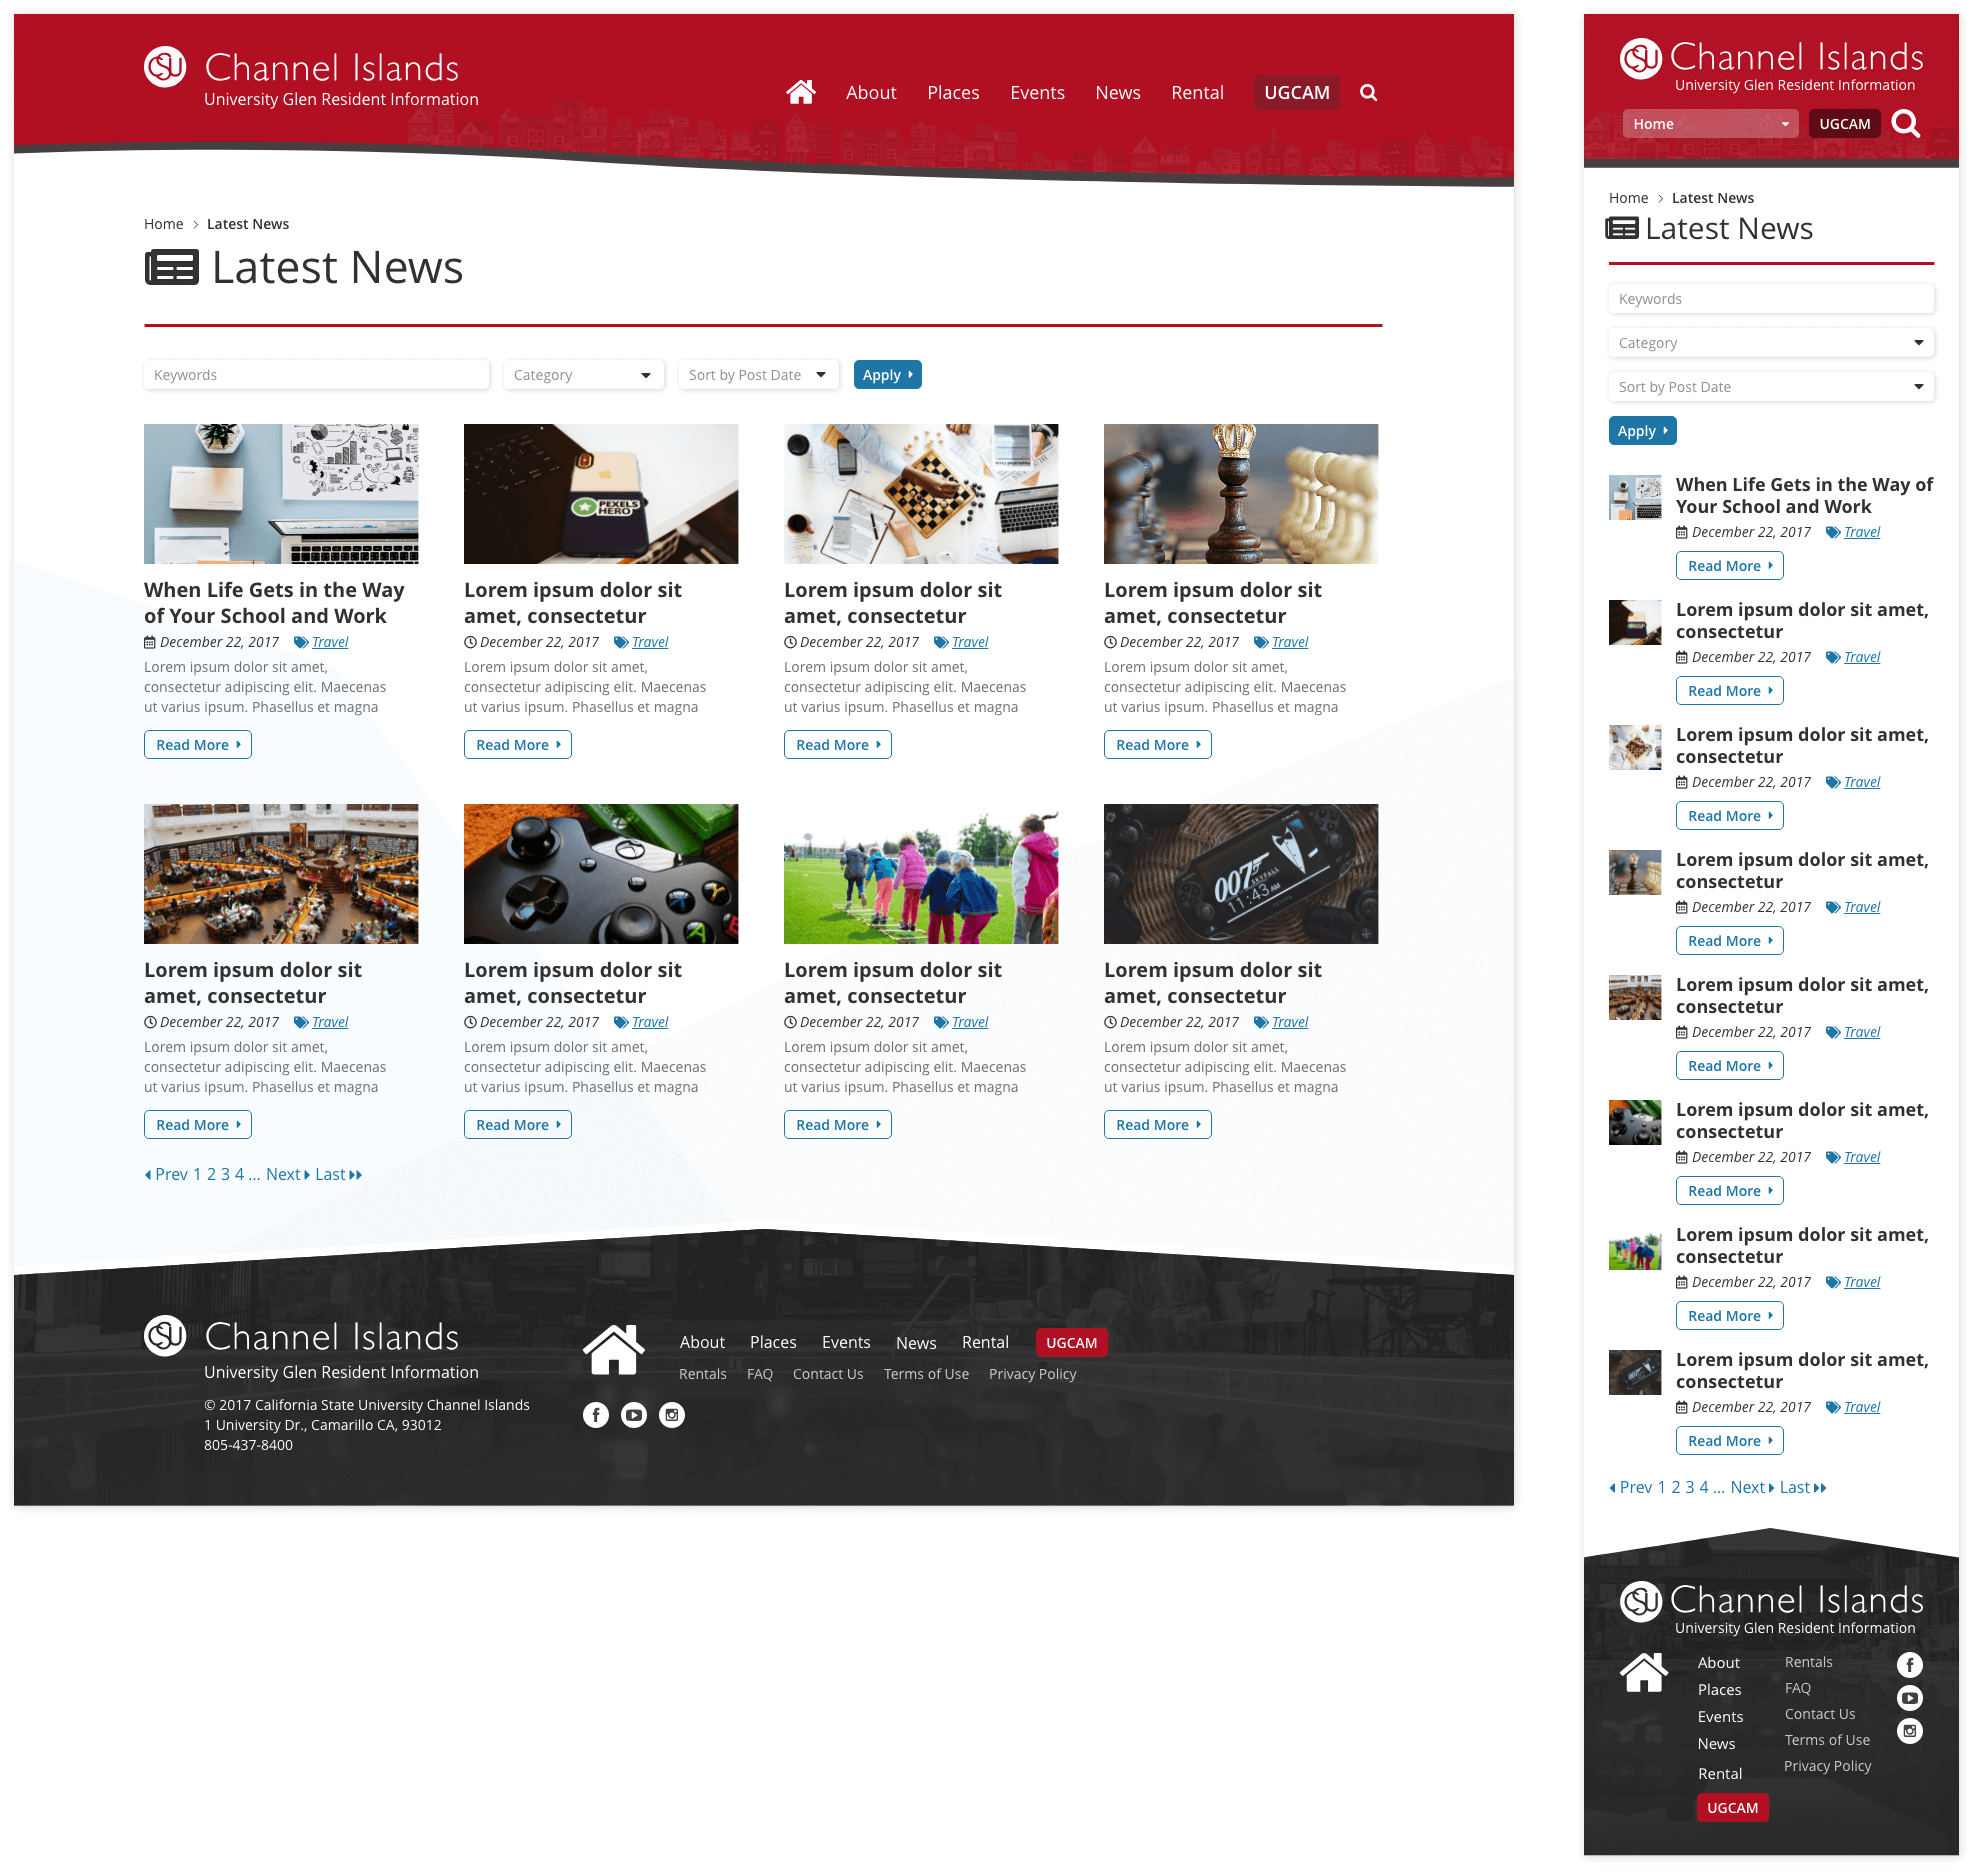 CSU Channel Islands
University Glen Resident Information
About Places Events News Rental UGCAM
Home > Latest News
Latest News
Keywords Category Sort by Post Date Apply
PEXELS HERO
When Life Gets in the Way
of Your School and Work
December 22, 2017 Travel
Lorem ipsum dolor sit amet,
consectetur adipiscing elit. Maecenas
ut varius ipsum. Phasellus et magna
Read More
Lorem ipsum dolor sit
amet, consectetur
December 22, 2017 Travel
Lorem ipsum dolor sit amet,
consectetur adipiscing elit. Maecenas
ut varius ipsum. Phasellus et magna
Read More
Lorem ipsum dolor sit
amet, consectetur
December 22, 2017 Travel
Lorem ipsum dolor sit amet,
consectetur adipiscing elit. Maecenas
ut varius ipsum. Phasellus et magna
Read More
Lorem ipsum dolor sit
amet, consectetur
December 22, 2017 Travel
Lorem ipsum dolor sit amet,
consectetur adipiscing elit. Maecenas
ut varius ipsum. Phasellus et magna
Read More
Y
X
A
B
007
SKYFALL
11:43 AM
Lorem ipsum dolor sit
amet, consectetur
December 22, 2017 Travel
Lorem ipsum dolor sit amet,
consectetur adipiscing elit. Maecenas
ut varius ipsum. Phasellus et magna
Read More
Lorem ipsum dolor sit
amet, consectetur
December 22, 2017 Travel
Lorem ipsum dolor sit amet,
consectetur adipiscing elit. Maecenas
ut varius ipsum. Phasellus et magna
Read More
Lorem ipsum dolor sit
amet, consectetur
December 22, 2017 Travel
Lorem ipsum dolor sit amet,
consectetur adipiscing elit. Maecenas
ut varius ipsum. Phasellus et magna
Read More
Lorem ipsum dolor sit
amet, consectetur
December 22, 2017 Travel
Lorem ipsum dolor sit amet,
consectetur adipiscing elit. Maecenas
ut varius ipsum. Phasellus et magna
Read More
Prev 1 2 3 4 ... Next Last
CSU Channel Islands
University Glen Resident Information
© 2017 California State University Channel Islands
1 University Dr., Camarillo CA, 93012
805-437-8400
About Places Events News Rental UGCAM
Rentals FAQ Contact Us Terms of Use Privacy Policy
CSU Channel Islands
University Glen Resident Information
Home UGCAM
Home > Latest News
Latest News
Keywords
Category
Sort by Post Date
Apply
When Life Gets in the Way of
Your School and Work
December 22, 2017 Travel
Read More
Lorem ipsum dolor sit amet,
consectetur
December 22, 2017 Travel
Read More
Lorem ipsum dolor sit amet,
consectetur
December 22, 2017 Travel
Read More
Lorem ipsum dolor sit amet,
consectetur
December 22, 2017 Travel
Read More
Lorem ipsum dolor sit amet,
consectetur
December 22, 2017 Travel
Read More
Lorem ipsum dolor sit amet,
consectetur
December 22, 2017 Travel
Read More
Lorem ipsum dolor sit amet,
consectetur
December 22, 2017 Travel
Read More
Lorem ipsum dolor sit amet,
consectetur
December 22, 2017 Travel
Read More
Prev 1 2 3 4 ... Next Last
CSU Channel Islands
University Glen Resident Information
About
Places
Events
News
Rental
UGCAM
Rentals
FAQ
Contact Us
Terms of Use
Privacy Policy